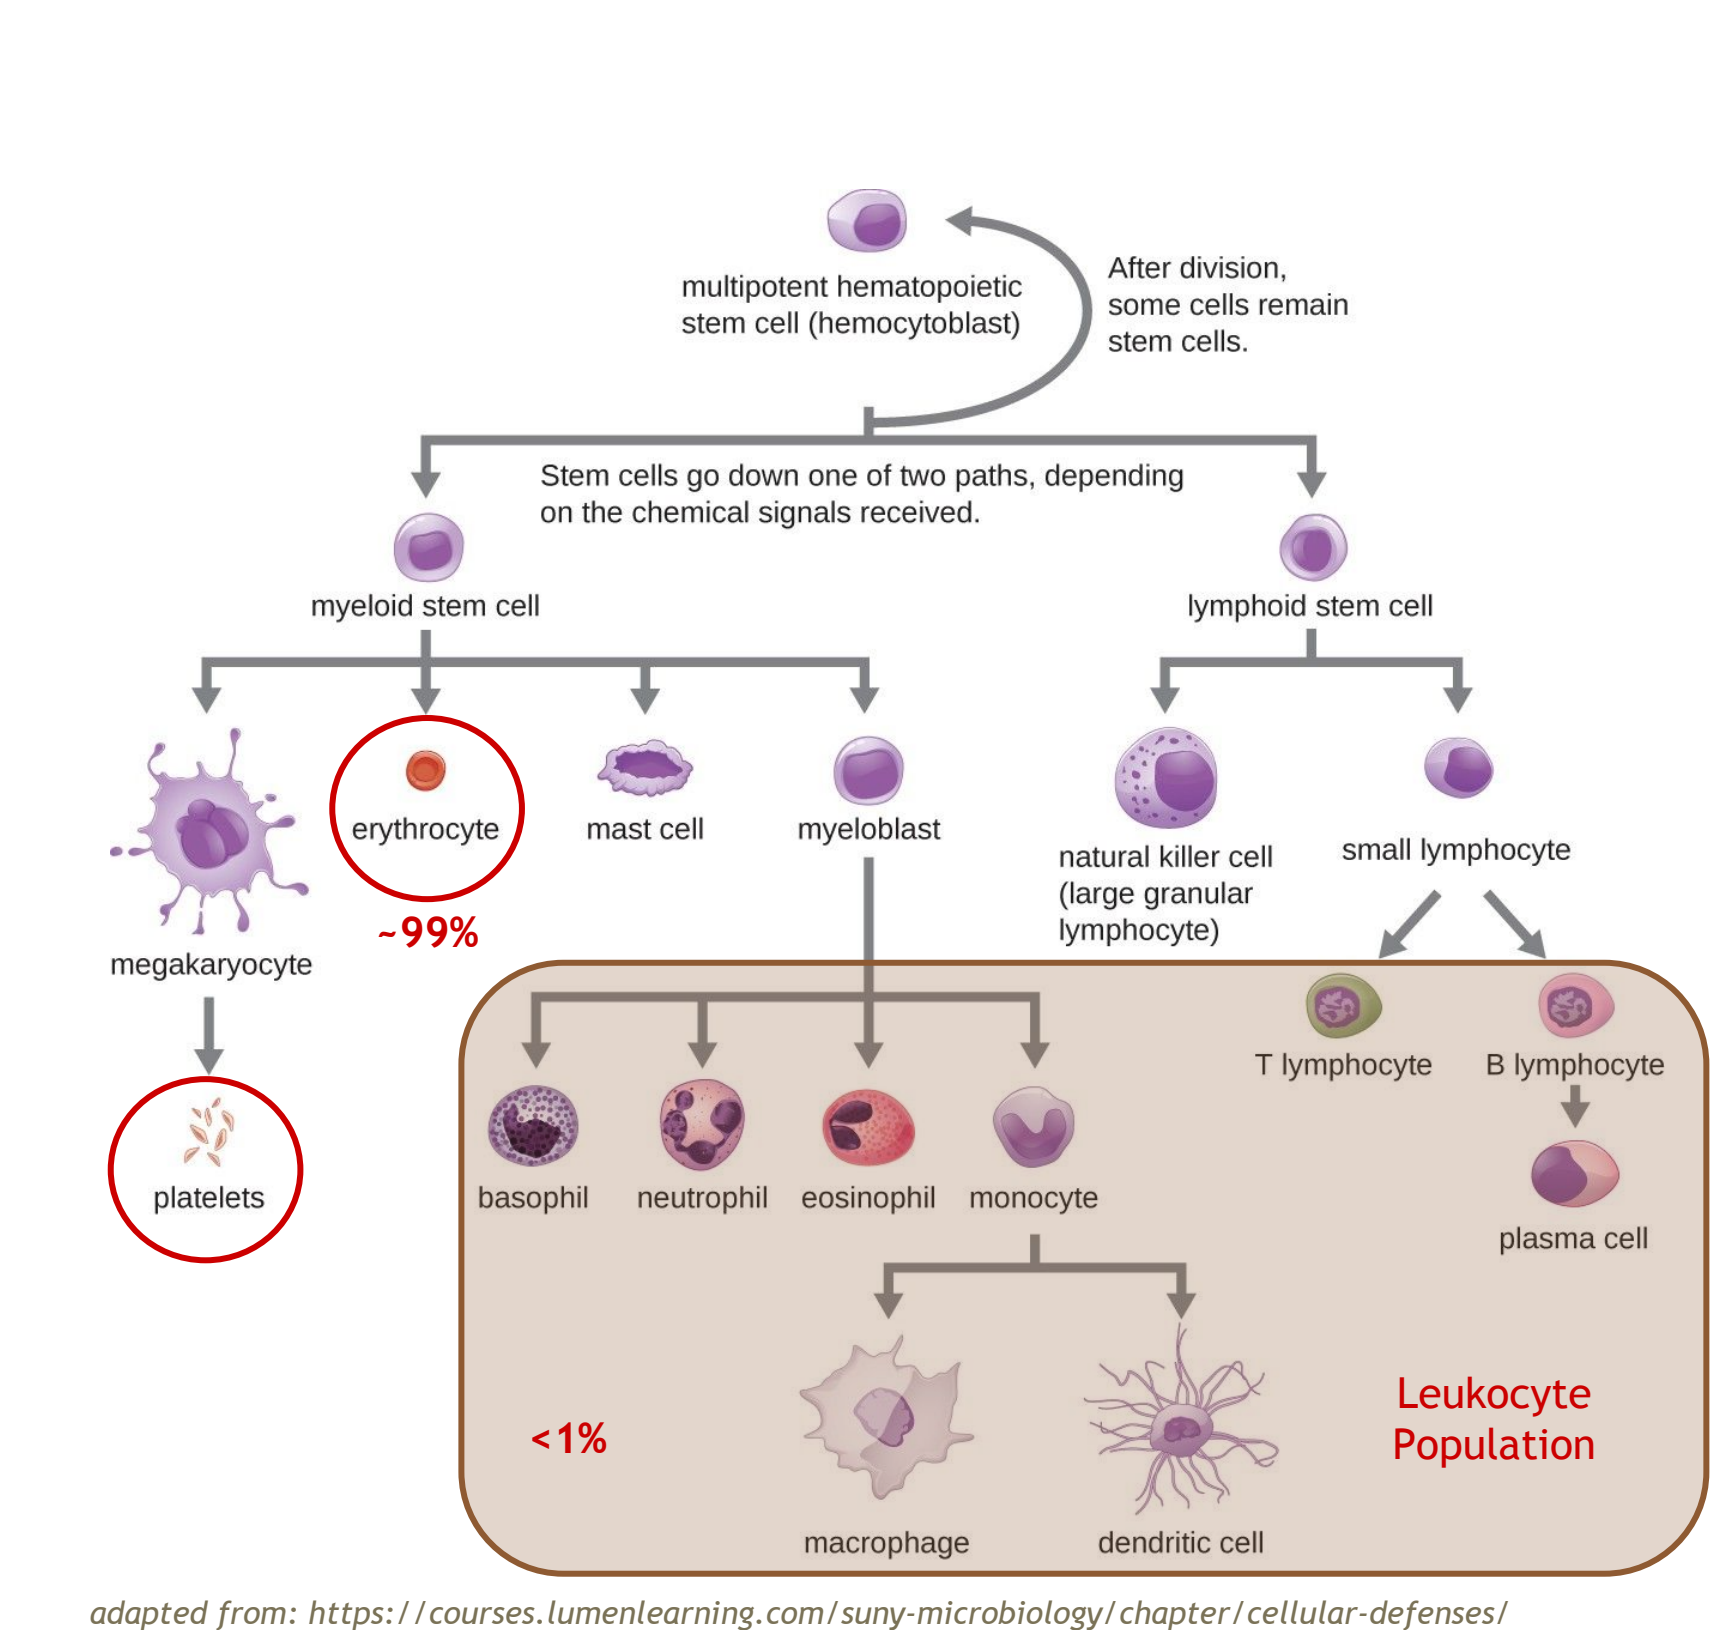 multipotent hematopoietic
stem cell (hemocytoblast)
After division,
some cells remain
stem cells.
Stem cells go down one of two paths, depending
on the chemical signals received.
myeloid stem cell
lymphoid stem cell
erythrocyte
mast cell
myeloblast
natural killer cell
(large granular
lymphocyte)
small lymphocyte
~99%
megakaryocyte
T lymphocyte
B lymphocyte
platelets
basophil
neutrophil
eosinophil
monocyte
plasma cell
<1%
Leukocyte
Population
macrophage
dendritic cell
adapted from: https://courses.lumenlearning.com/suny-microbiology/chapter/cellular-defenses/